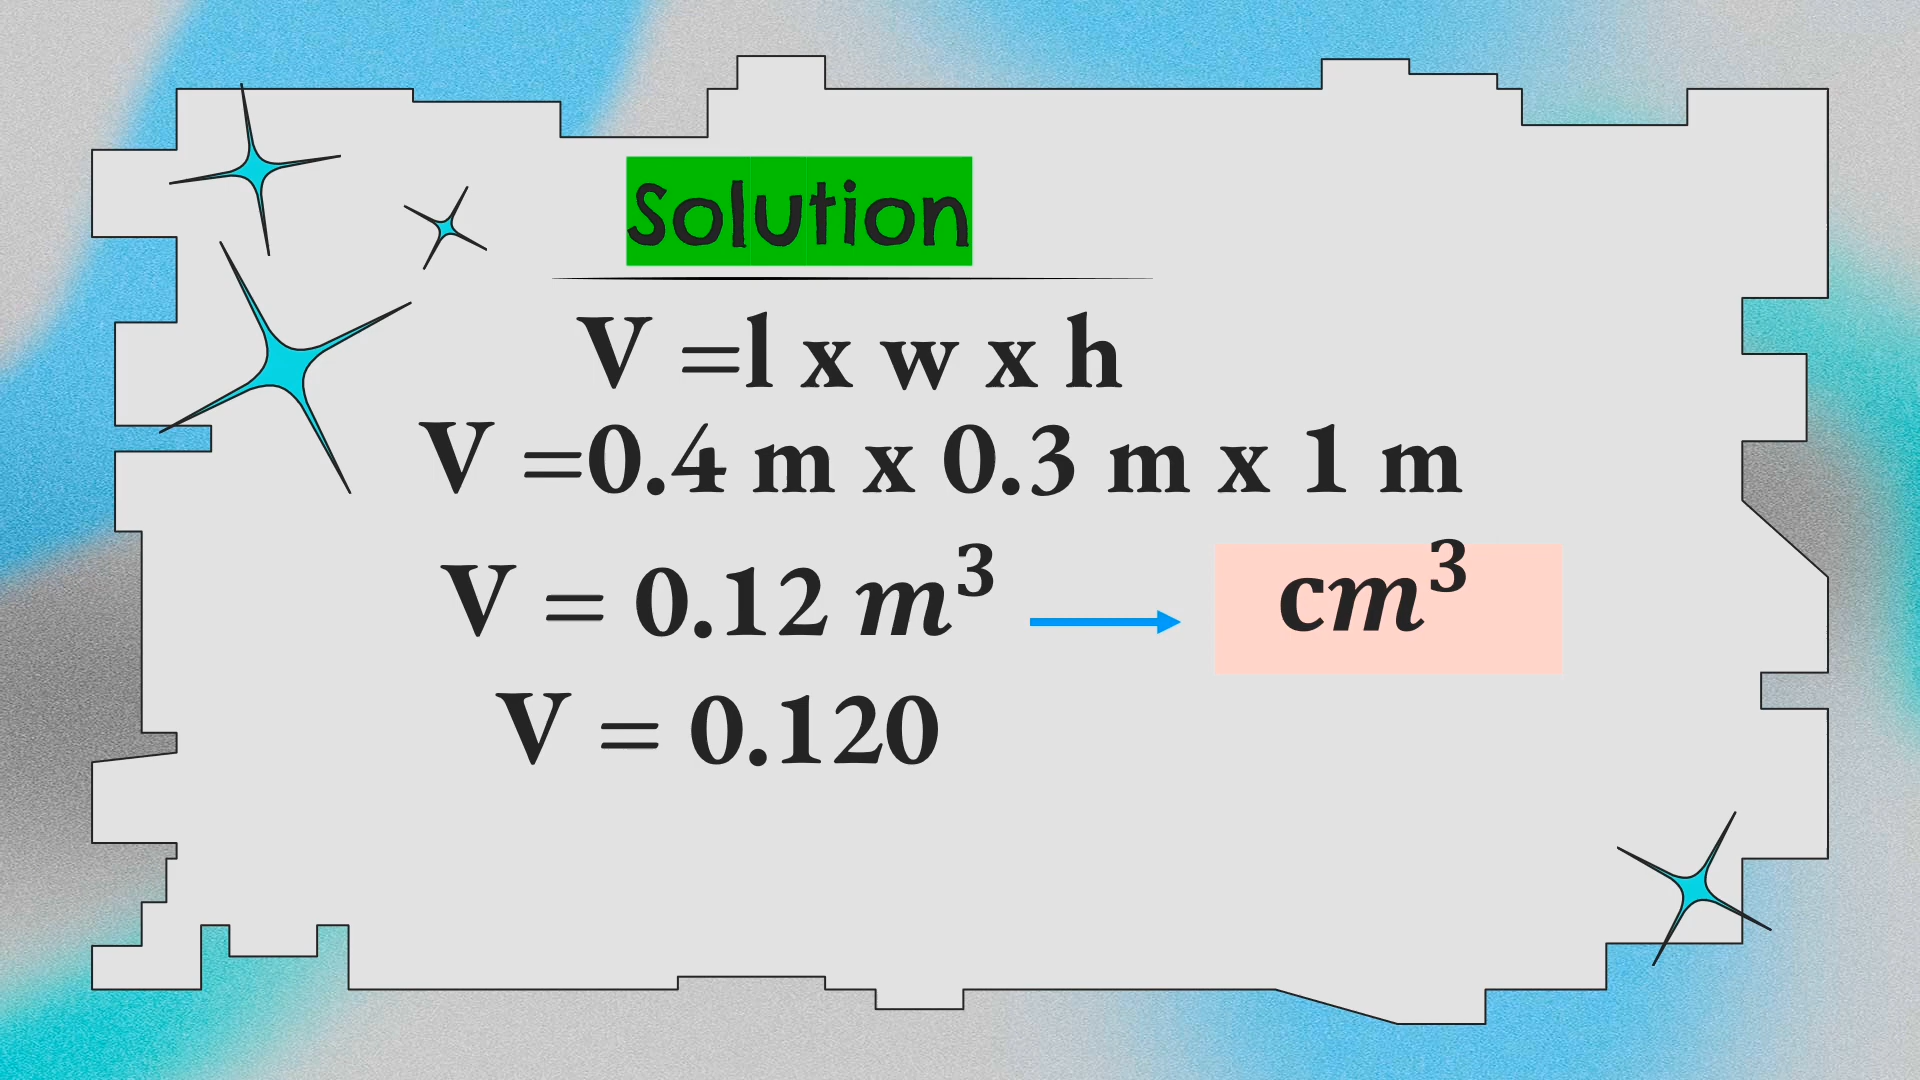 Solution
V =l x w x h
V =0.4 m x 0.3 m x 1 m
V = 0.12 m³ cm³
V = 0.120